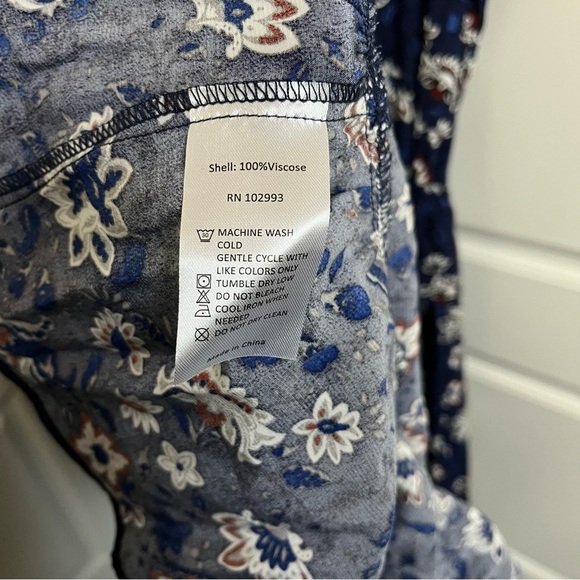 Shell: 100%Viscose
RN 102993
30
MACHINE WASH
COLD
GENTLE CYCLE WITH
LIKE COLORS ONLY
TUMBLE DRY LOW
DO NOT BLEACH
COOL IRON WHEN
NEEDED
DO NOT DRY CLEAN
Made in China